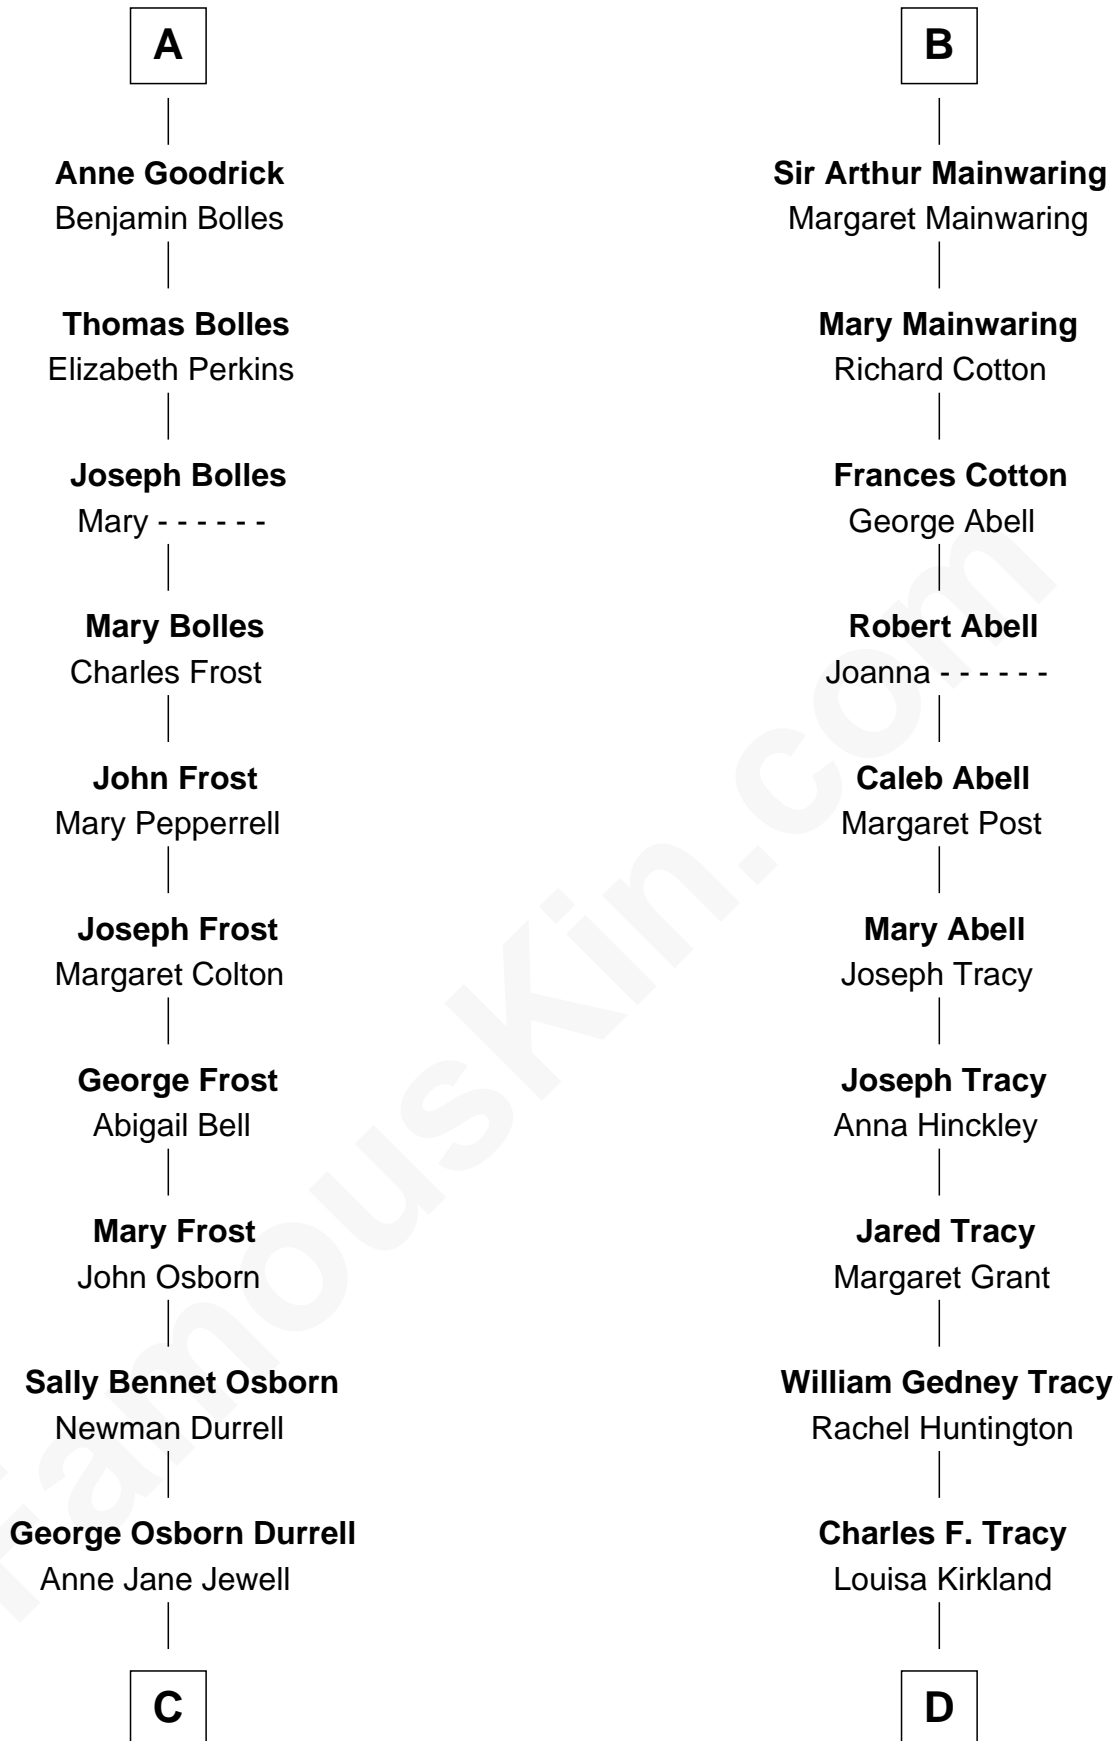 A
Anne Goodrick
Benjamin Bolles
Thomas Bolles
Elizabeth Perkins
Joseph Bolles
Mary - - - - - -
Mary Bolles
Charles Frost
John Frost
Mary Pepperrell
Joseph Frost
Margaret Colton
George Frost
Abigail Bell
Mary Frost
John Osborn
Sally Bennet Osborn
Newman Durrell
George Osborn Durrell
Anne Jane Jewell
C
B
Sir Arthur Mainwaring
Margaret Mainwaring
Mary Mainwaring
Richard Cotton
Frances Cotton
George Abell
Robert Abell
Joanna - - - - - -
Caleb Abell
Margaret Post
Mary Abell
Joseph Tracy
Joseph Tracy
Anna Hinckley
Jared Tracy
Margaret Grant
William Gedney Tracy
Rachel Huntington
Charles F. Tracy
Louisa Kirkland
D
FamousKin.com